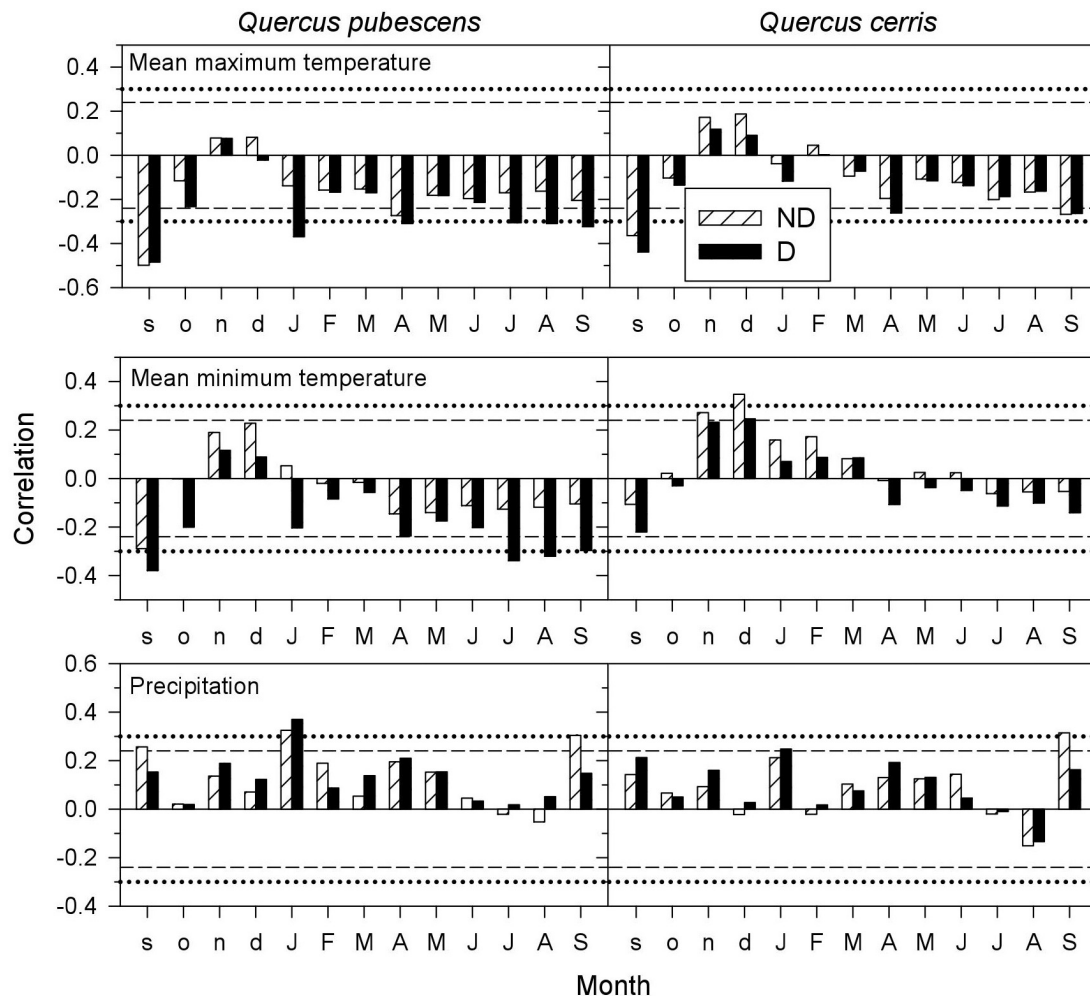 Quercus pubescens Quercus cerris
Mean maximum temperature
0.4
0.2
0.0
-0.2
-0.4
-0.6
ND
D
s o n d J F M A M J J A S s o n d J F M A M J J A S
Mean minimum temperature
0.4
0.2
0.0
-0.2
-0.4
s o n d J F M A M J J A S s o n d J F M A M J J A S
Precipitation
0.6
0.4
0.2
0.0
-0.2
-0.4
s o n d J F M A M J J A S s o n d J F M A M J J A S
Correlation
Month